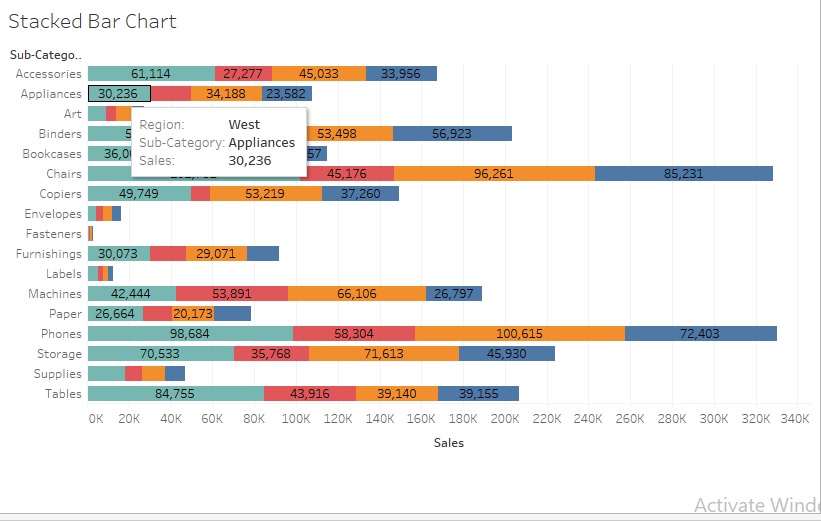 Stacked Bar Chart
Sub-Catego..
Accessories 61,114 27,277 45,033 33,956
Appliances 30,236 34,188 23,582
Art
Region: West
Binders 53,498 56,923
Sub-Category: Appliances
Bookcases
Sales: 30,236
Chairs 45,176 96,261 85,231
Copiers 49,749 53,219 37,260
Envelopes
Fasteners
Furnishings 30,073 29,071
Labels
Machines 42,444 53,891 66,106 26,797
Paper 26,664 20,173
Phones 98,684 58,304 100,615 72,403
Storage 70,533 35,768 71,613 45,930
Supplies
Tables 84,755 43,916 39,140 39,155
0K 20K 40K 60K 80K 100K 120K 140K 160K 180K 200K 220K 240K 260K 280K 300K 320K 340K
Sales
Activate